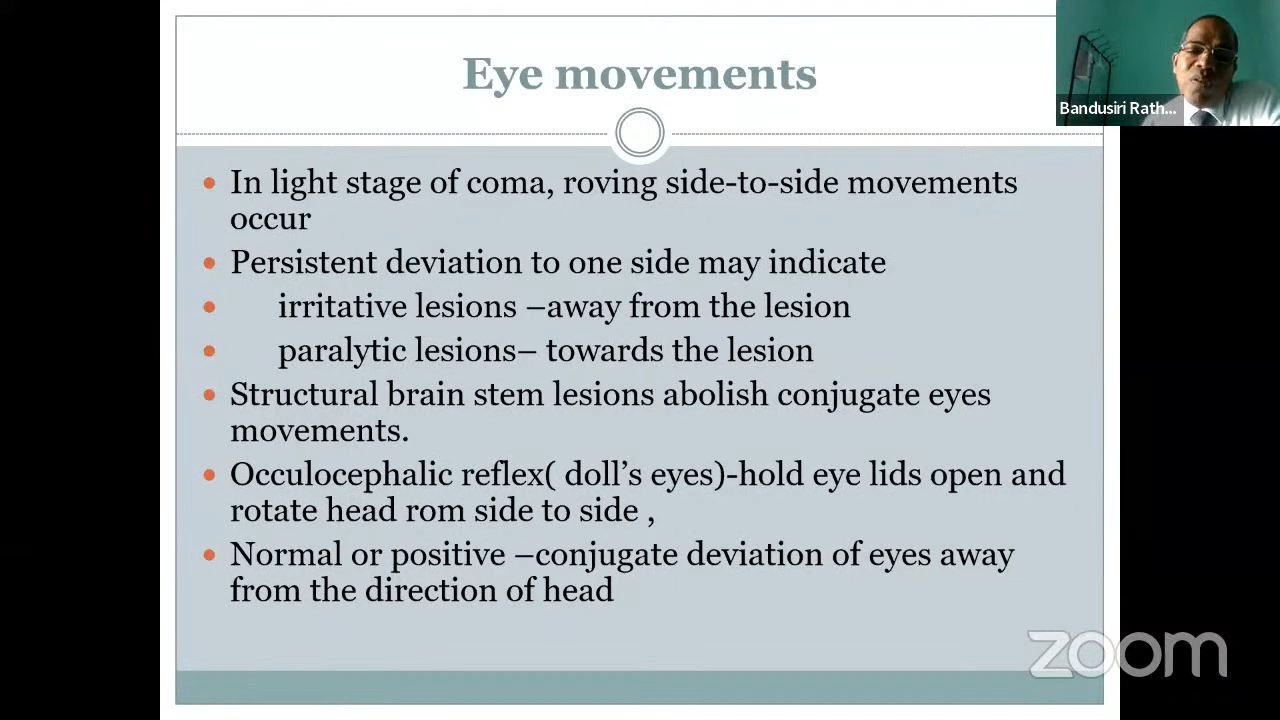 Eye movements
Bandusiri Rath...
• In light stage of coma, roving side-to-side movements
occur
• Persistent deviation to one side may indicate
• irritative lesions –away from the lesion
• paralytic lesions– towards the lesion
• Structural brain stem lesions abolish conjugate eyes
movements.
• Occulocephalic reflex( doll’s eyes)-hold eye lids open and
rotate head rom side to side ,
• Normal or positive –conjugate deviation of eyes away
from the direction of head
zoom